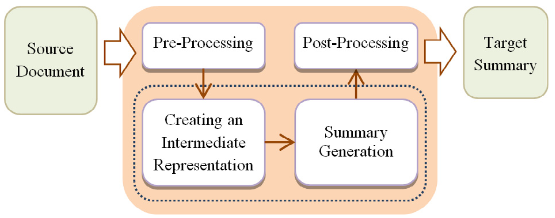 Source
Document
Pre-Processing
Creating an
Intermediate
Representation
Summary
Generation
Post-Processing
Target
Summary